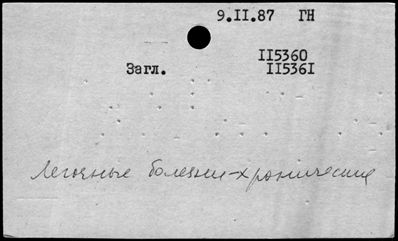 9.II.87 ГН
II5360
Загл. II536I
Легочные болезни-хронические